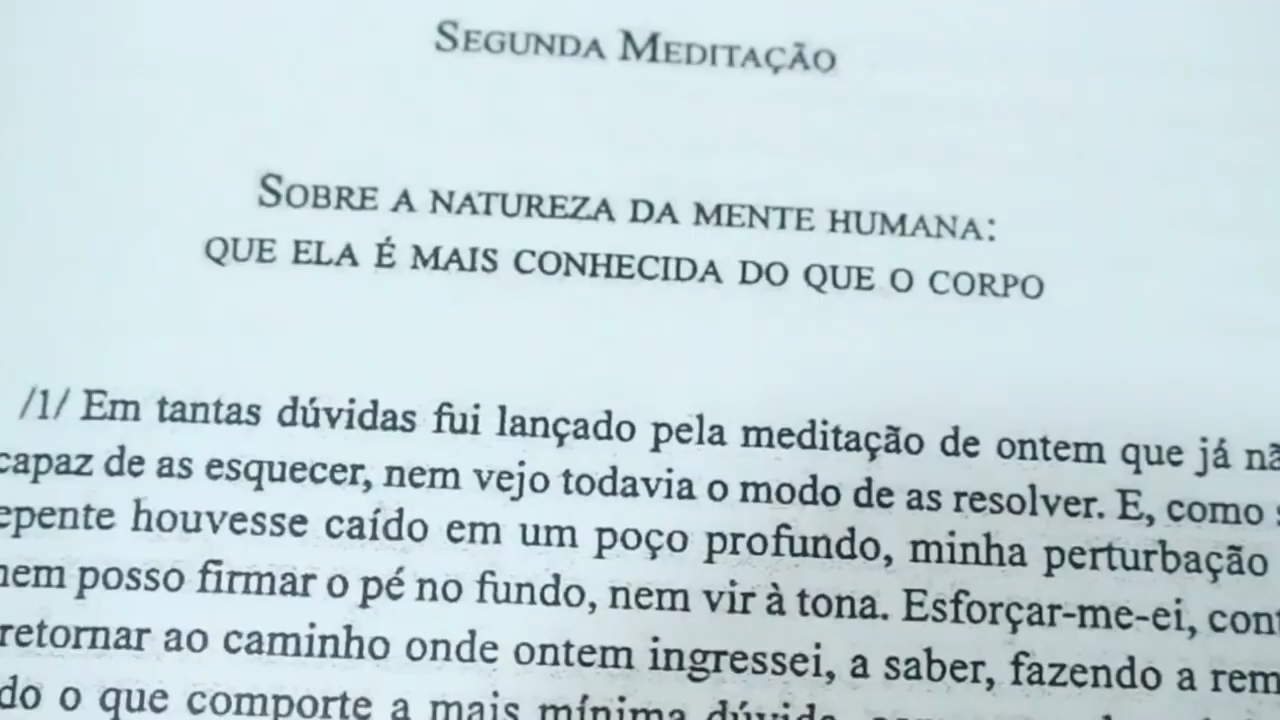 Segunda Meditação
Sobre a natureza da mente humana:
que ela é mais conhecida do que o corpo
/1/ Em tantas dúvidas fui lançado pela meditação de ontem que já
capaz de as esquecer, nem vejo todavia o modo de as resolver. E, como
houvesse caído em um poço profundo, minha perturbação
nem posso firmar o pé no fundo, nem vir à tona. Esforçar-me-ei,
retornar ao caminho onde ontem ingressei, a saber, fazendo a
do o que comporte a mais mínima dúvida,